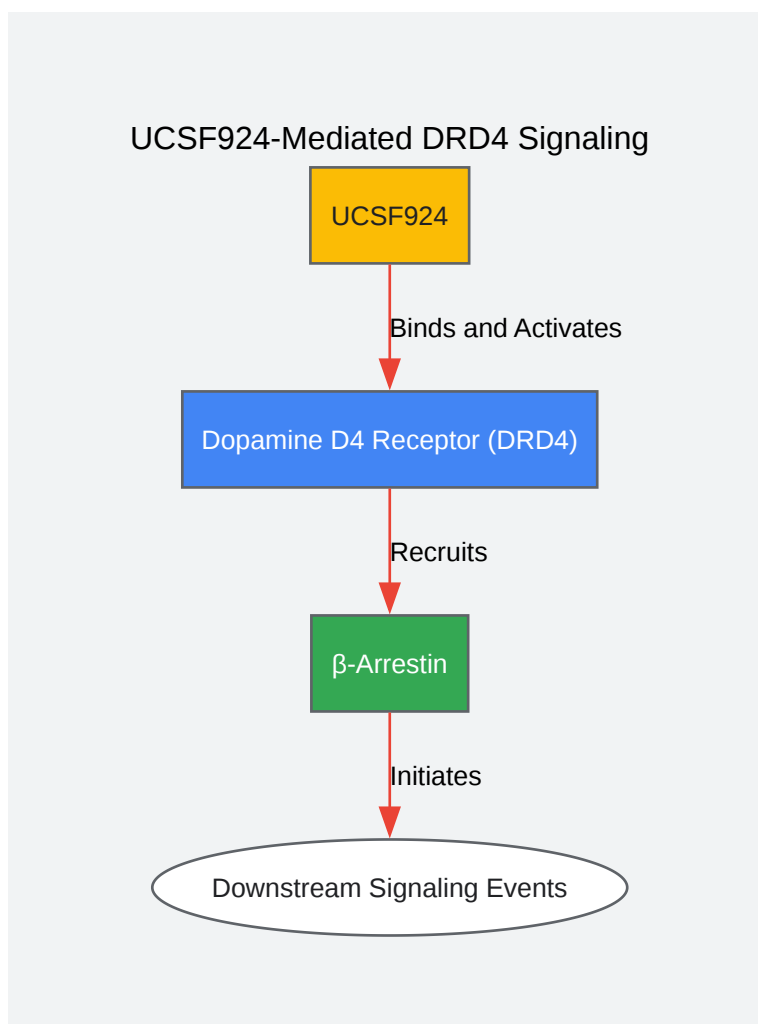 UCSF924-Mediated DRD4 Signaling
UCSF924
Binds and Activates
Dopamine D4 Receptor (DRD4)
Recruits
β-Arrestin
Initiates
Downstream Signaling Events